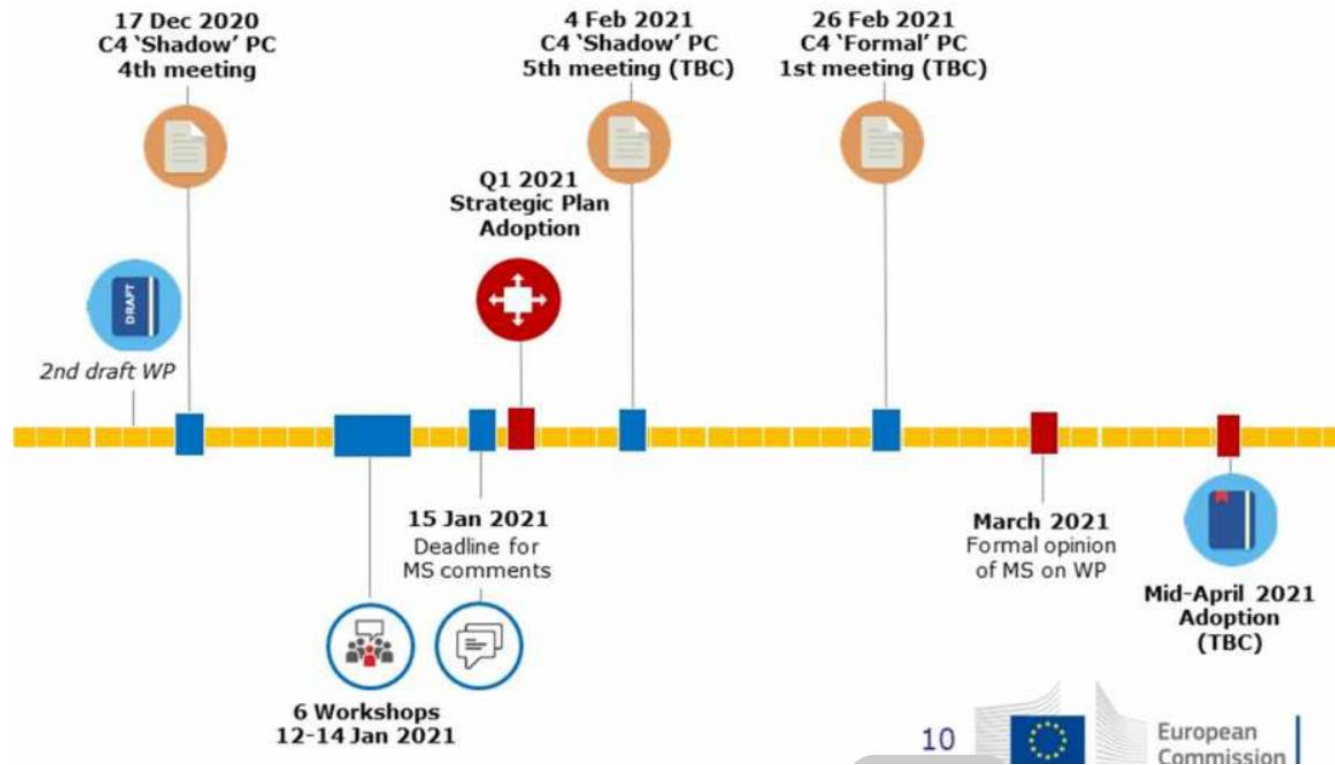 17 Dec 2020
C4 ‘Shadow’ PC
4th meeting
4 Feb 2021
C4 ‘Shadow’ PC
5th meeting (TBC)
26 Feb 2021
C4 ‘Formal’ PC
1st meeting (TBC)
Q1 2021
Strategic Plan
Adoption
DRAFT
2nd draft WP
15 Jan 2021
Deadline for
MS comments
6 Workshops
12-14 Jan 2021
March 2021
Formal opinion
of MS on WP
Mid-April 2021
Adoption
(TBC)
10
European
Commission